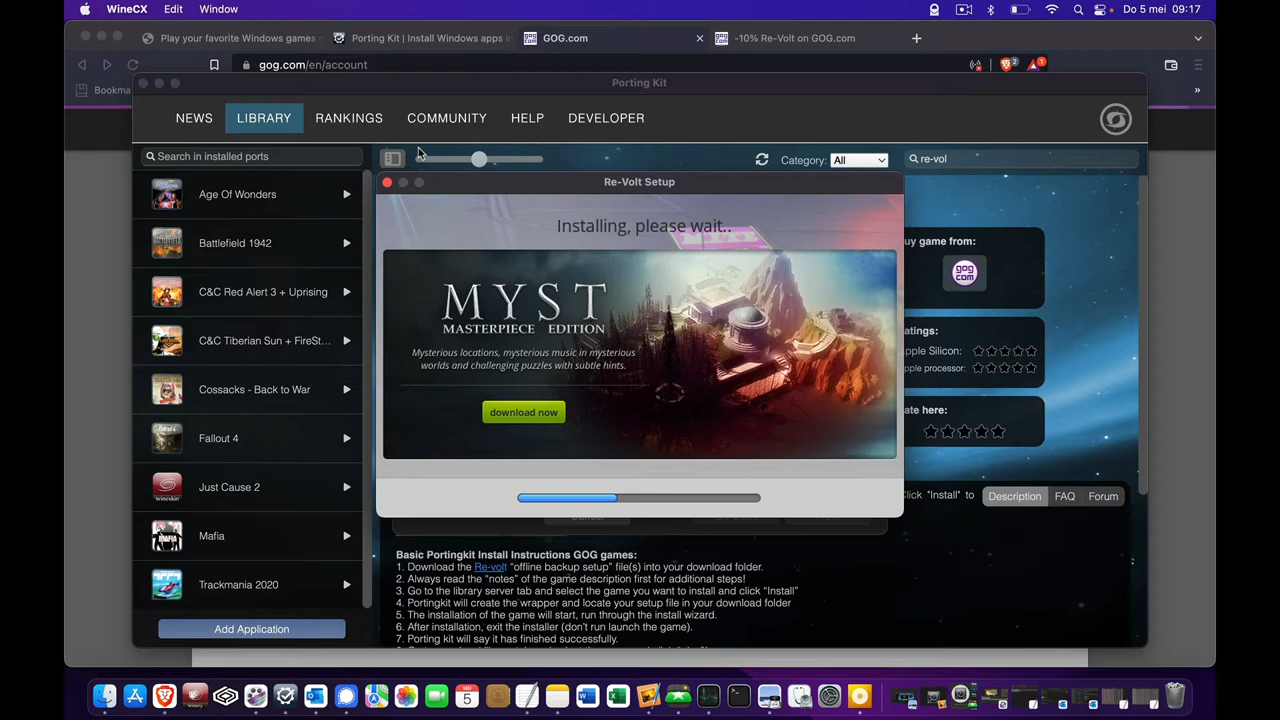 WineCX Edit Window Do 5 mei 09:17
Play your favorite Windows games
Porting Kit | Install Windows apps in
GOG.com
-10% Re-Volt on GOG.com
gog.com/en/account
2
1
Bookma
»
Porting Kit
NEWS LIBRARY RANKINGS COMMUNITY HELP DEVELOPER
Search in installed ports
Category: All
re-vol
Age Of Wonders
Battlefield 1942
C&C Red Alert 3 + Uprising
C&C Tiberian Sun + FireSt...
Cossacks - Back to War
Fallout 4
Just Cause 2
Mafia
Trackmania 2020
Add Application
Re-Volt Setup
Installing, please wait..
MYST
MASTERPIECE EDITION
Mysterious locations, mysterious music in mysterious
worlds and challenging puzzles with subtle hints.
download now
uy game from:
gog
com
atings:
pple Silicon:
pple processor:
ate here:
Click "Install" to
Description FAQ Forum
Basic Portingkit Install Instructions GOG games:
1. Download the Re-volt "offline backup setup" file(s) into your download folder.
2. Always read the "notes" of the game description first for additional steps!
3. Go to the library server tab and select the game you want to install and click "Install"
4. Portingkit will create the wrapper and locate your setup file in your download folder
5. The installation of the game will start, run through the install wizard.
6. After installation, exit the installer (don't run launch the game).
7. Porting kit will say it has finished successfully.